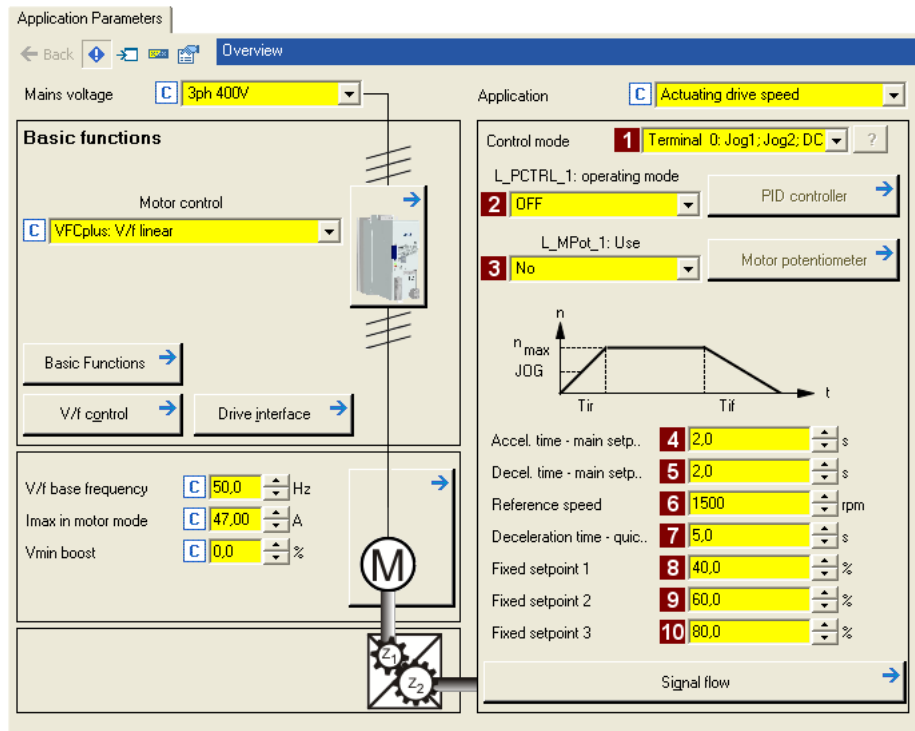 Application Parameters
Back
Overview
Mains voltage C 3ph 400V
Application C Actuating drive speed
Basic functions
Motor control
C VFCplus: V/f linear
Basic Functions
V/f control Drive interface
V/f base frequency C 50,0 Hz
Imax in motor mode C 47,00 A
Vmin boost C 0,0 %
M
Z1
Z2
Control mode 1 Terminal 0: Jog1; Jog2; DC ?
L_PCTRL_1: operating mode
2 OFF PID controller
L_MPot_1: Use
3 No Motor potentiometer
n
n max
JOG
t
Tir Tif
Accel. time - main setp.. 4 2,0 s
Decel. time - main setp.. 5 2,0 s
Reference speed 6 1500 rpm
Deceleration time - quic.. 7 5,0 s
Fixed setpoint 1 8 40,0 %
Fixed setpoint 2 9 60,0 %
Fixed setpoint 3 10 80,0 %
Signal flow